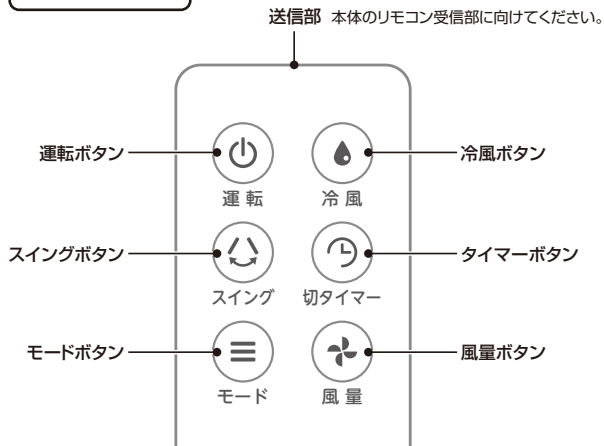 送信部 本体のリモコン受信部に向けてください。
運転ボタン
運 転
冷 風
冷風ボタン
スイングボタン
スイング
切タイマー
タイマーボタン
モードボタン
モード
風 量
風量ボタン